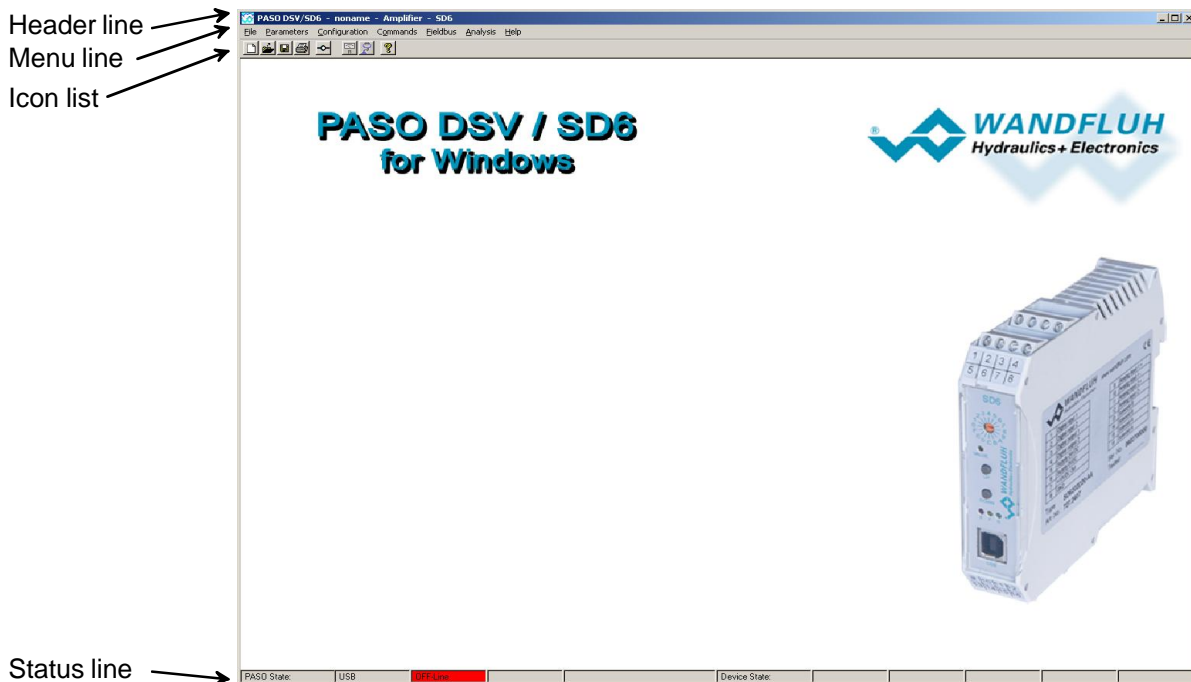 Header line
Menu line
Icon list
Status line
PASO DSV/SD6 - noname - Amplifier - SD6
File Parameters Configuration Commands Fieldbus Analysis Help
PASO DSV / SD6
for Windows
® WANDFLUH
Hydraulics + Electronics
1 2 3 4
5 6 7 8
SD6
WANDFLUH
WANDFLUH
USB
PASO State: USB OFF-Line Device State: